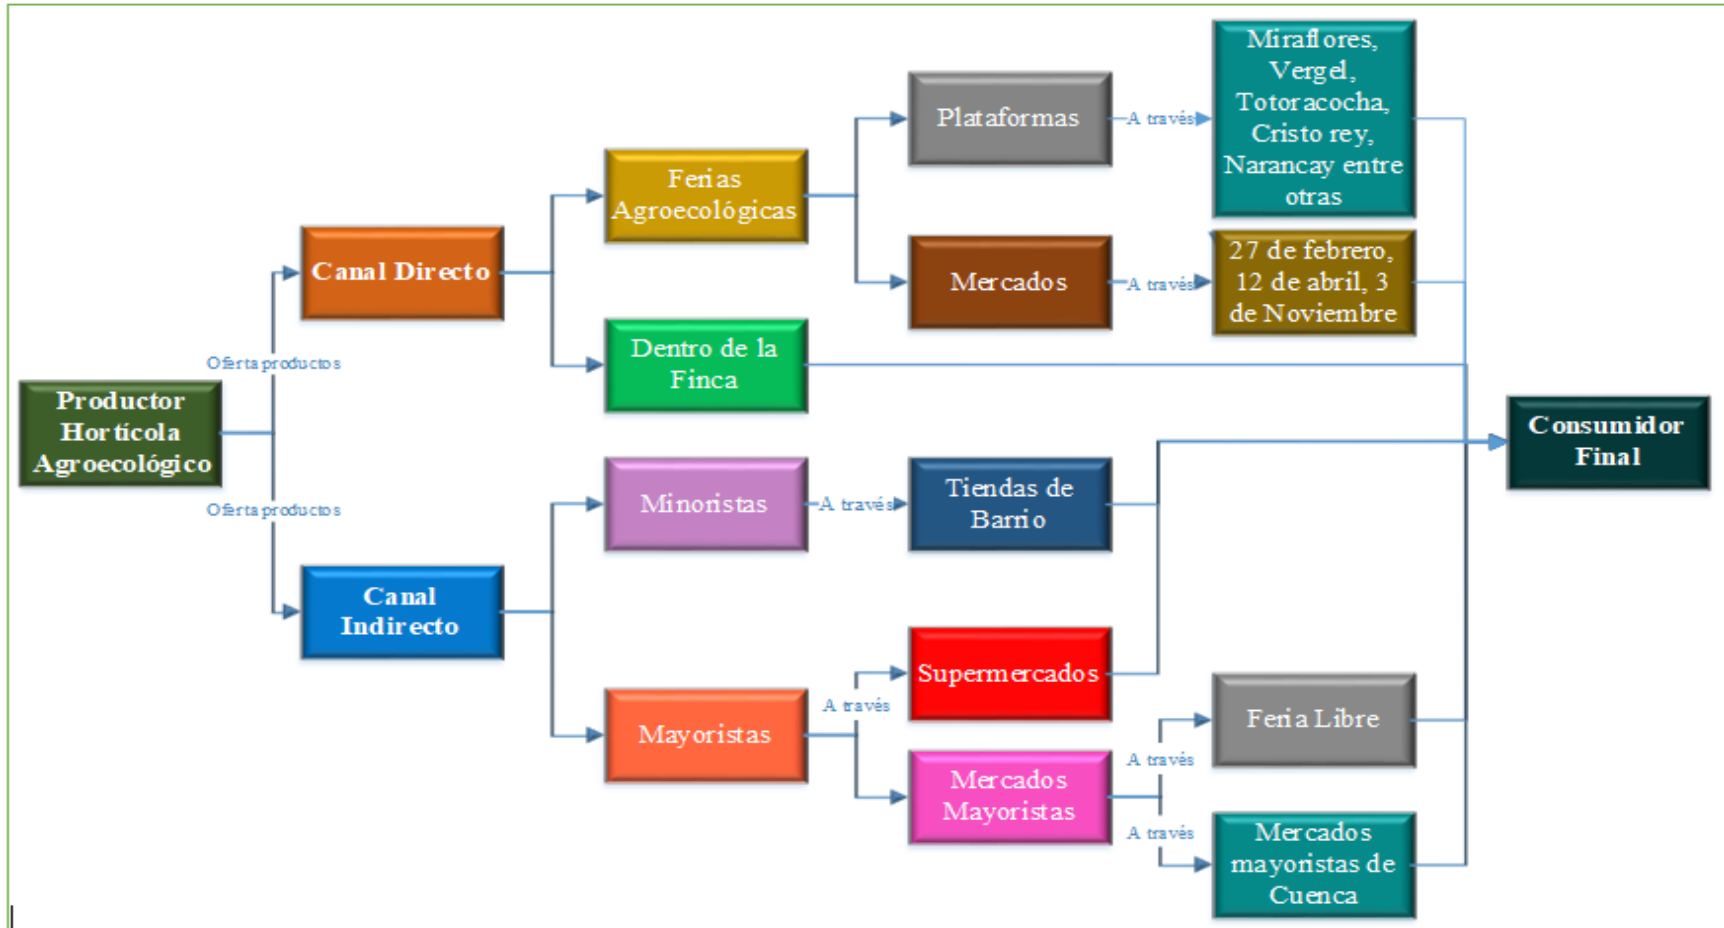 Productor
Hortícola
Agroecológico
Oferta productos
Oferta productos
Canal Directo
Canal
Indirecto
Ferias
Agroecológicas
Dentro de la
Finca
Minoristas
A través
Mayoristas
A través
Plataformas
A través
Mercados
A través
Tiendas de
Barrio
Supermercados
Mercados
Mayoristas
A través
A través
Miraflores,
Vergel,
Totoracocha,
Cristo rey,
Narancay entre
otras
27 de febrero,
12 de abril, 3
de Noviembre
Feria Libre
Mercados
mayoristas de
Cuenca
Consumidor
Final